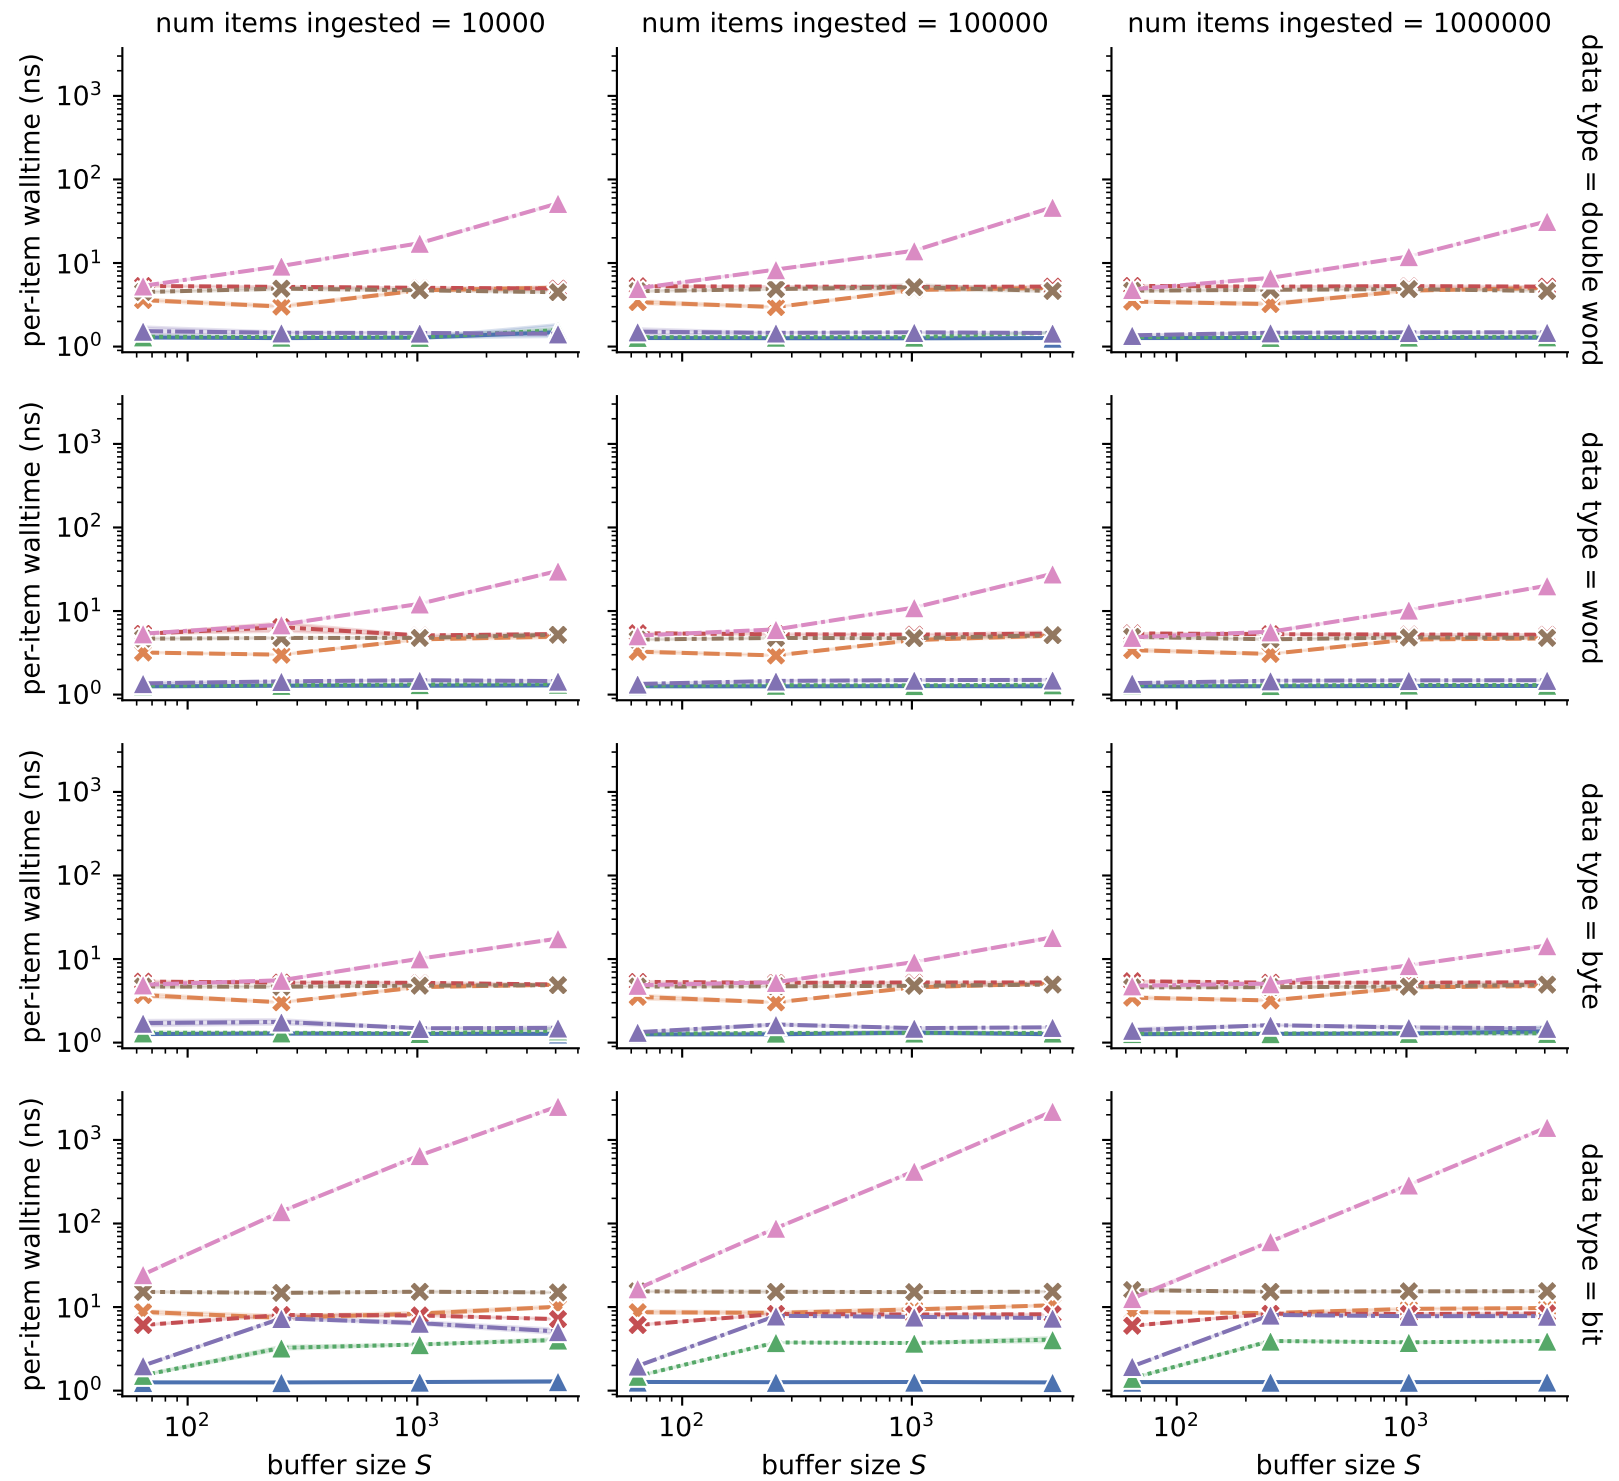 num items ingested = 10000
num items ingested = 100000
num items ingested = 1000000
per-item walltime (ns)
10³
10²
10¹
10⁰
data type = double word
per-item walltime (ns)
10³
10²
10¹
10⁰
data type = word
per-item walltime (ns)
10³
10²
10¹
10⁰
data type = byte
per-item walltime (ns)
10³
10²
10¹
10⁰
data type = bit
10² 10³
10² 10³
10² 10³
buffer size S
buffer size S
buffer size S